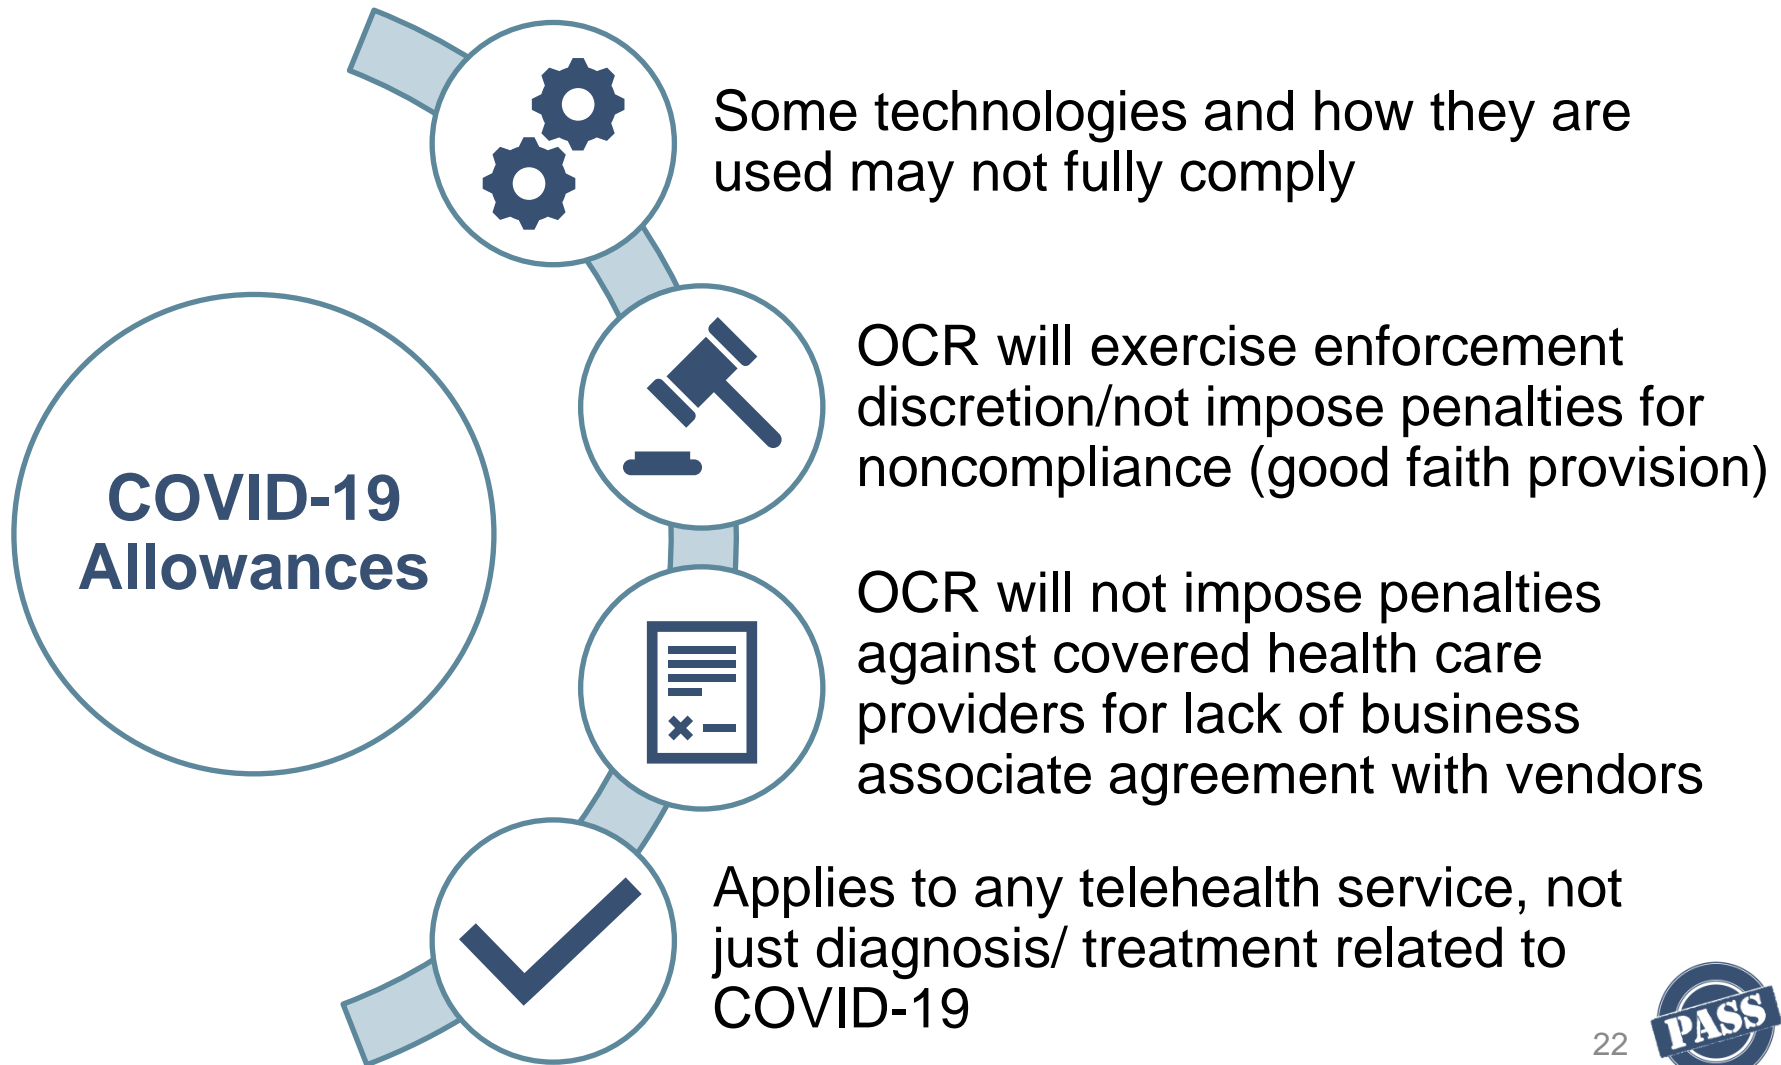 COVID-19
Allowances
Some technologies and how they are
used may not fully comply
OCR will exercise enforcement
discretion/not impose penalties for
noncompliance (good faith provision)
OCR will not impose penalties
against covered health care
providers for lack of business
associate agreement with vendors
Applies to any telehealth service, not
just diagnosis/ treatment related to
COVID-19
22
PASS